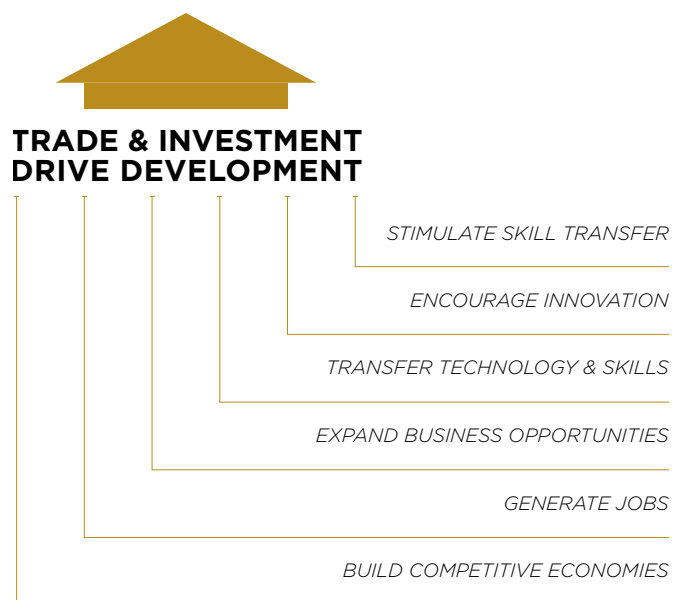 TRADE & INVESTMENT
DRIVE DEVELOPMENT
STIMULATE SKILL TRANSFER
ENCOURAGE INNOVATION
TRANSFER TECHNOLOGY & SKILLS
EXPAND BUSINESS OPPORTUNITIES
GENERATE JOBS
BUILD COMPETITIVE ECONOMIES